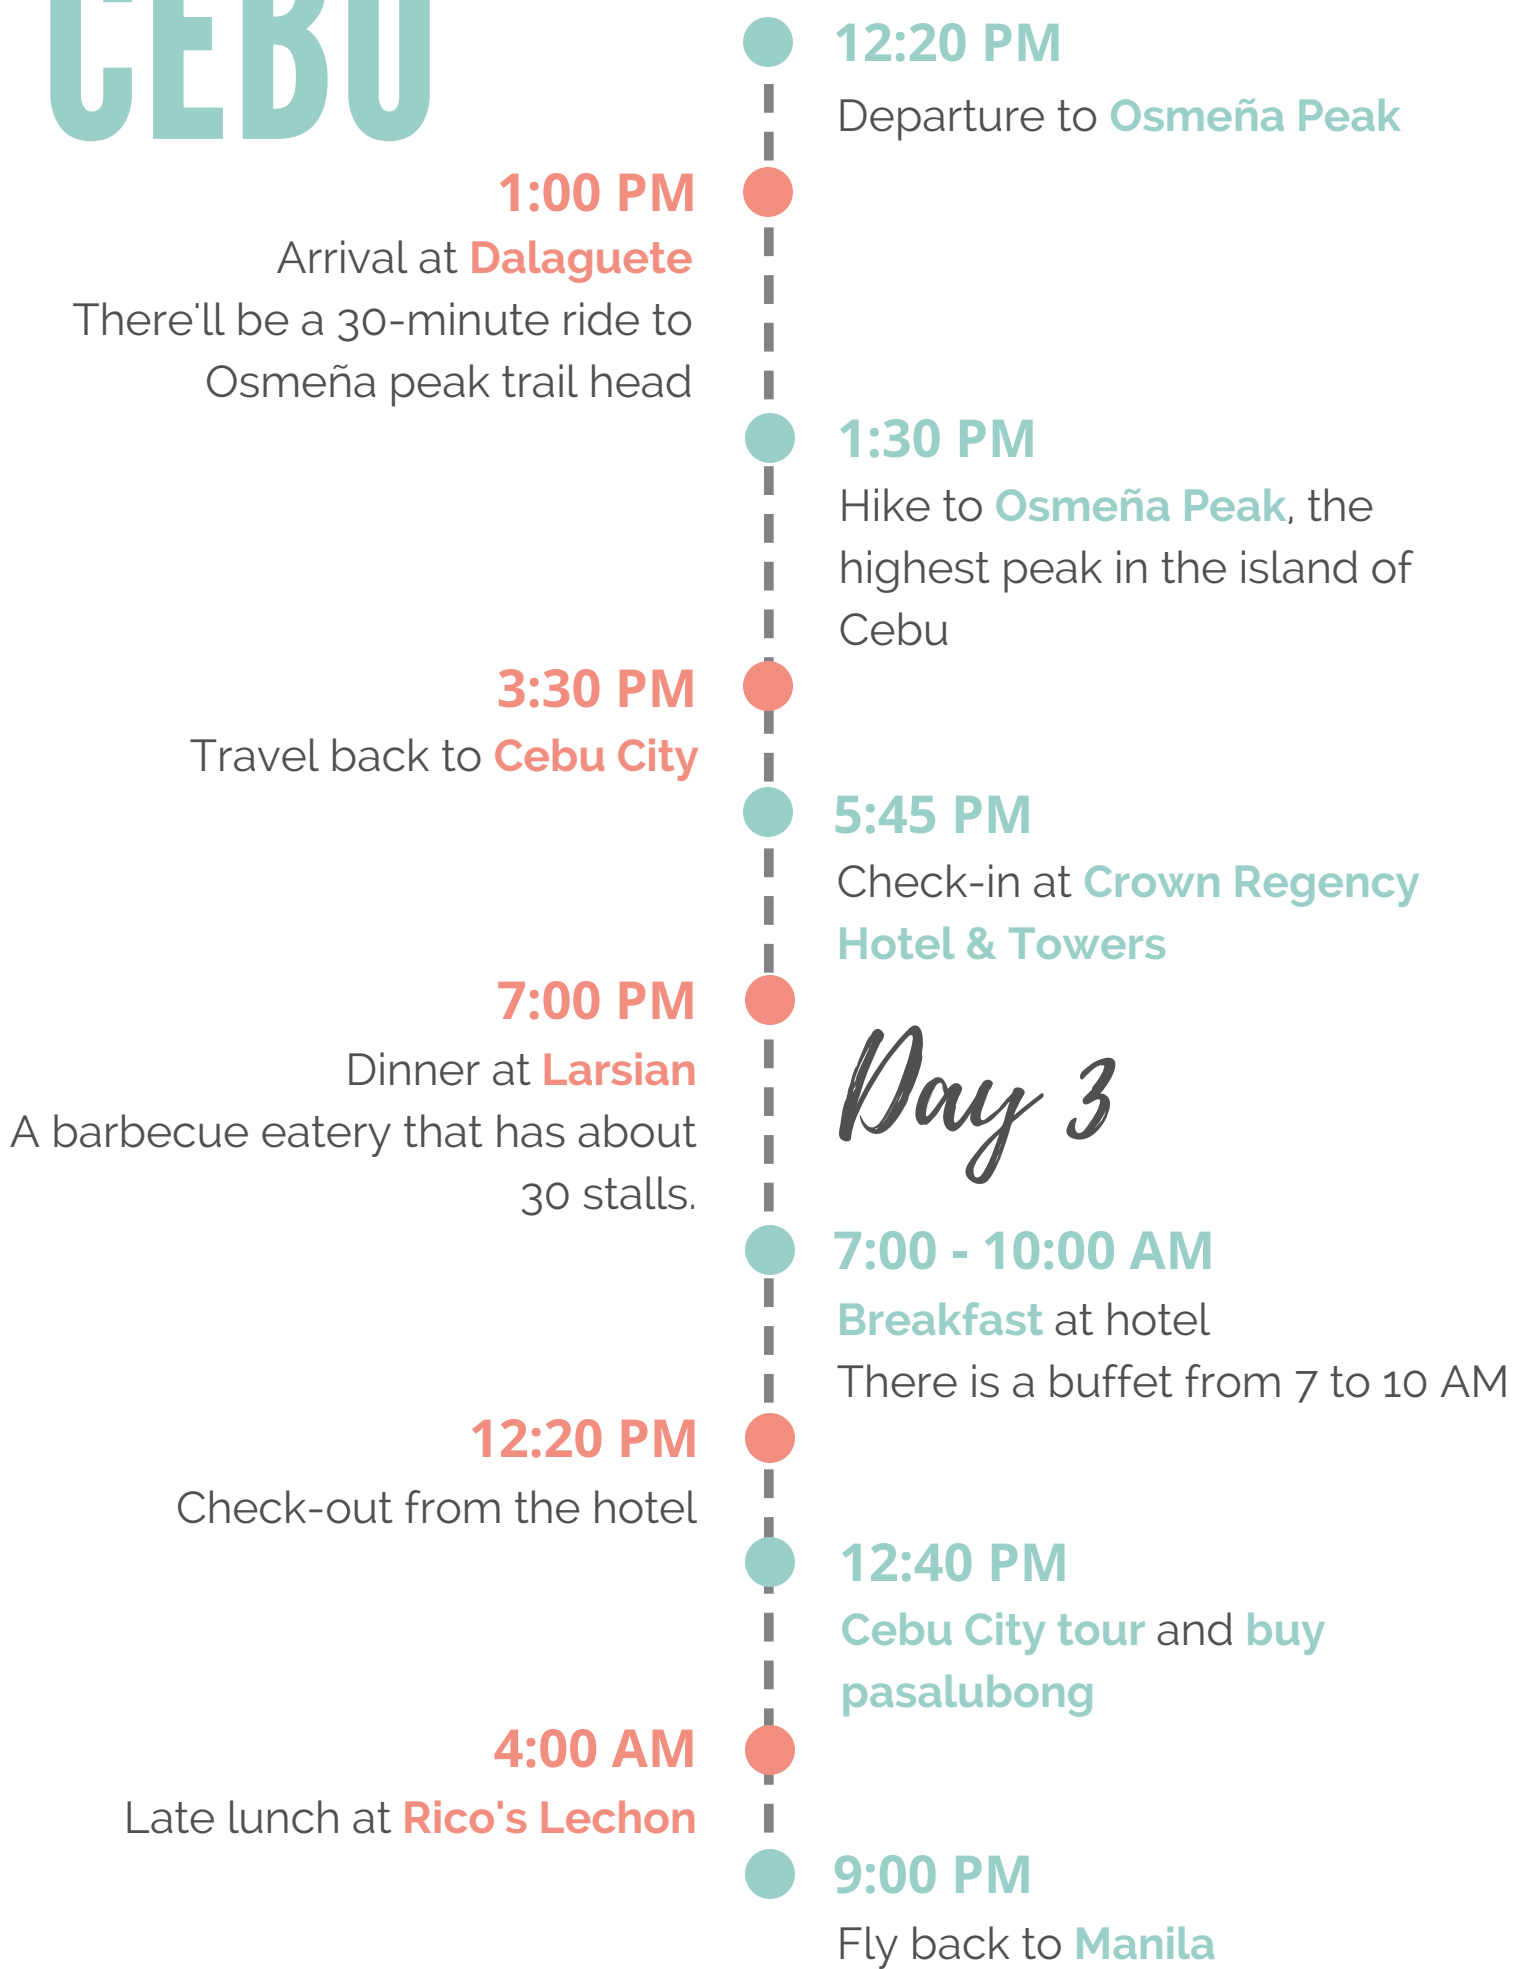 CEBU
12:20 PM
Departure to Osmeña Peak
1:00 PM
Arrival at Dalaguete
There'll be a 30-minute ride to
Osmeña peak trail head
1:30 PM
Hike to Osmeña Peak, the
highest peak in the island of
Cebu
3:30 PM
Travel back to Cebu City
5:45 PM
Check-in at Crown Regency
Hotel & Towers
7:00 PM
Dinner at Larsian
A barbecue eatery that has about
30 stalls.
Day 3
7:00 - 10:00 AM
Breakfast at hotel
There is a buffet from 7 to 10 AM
12:20 PM
Check-out from the hotel
12:40 PM
Cebu City tour and buy
pasalubong
4:00 AM
Late lunch at Rico's Lechon
9:00 PM
Fly back to Manila